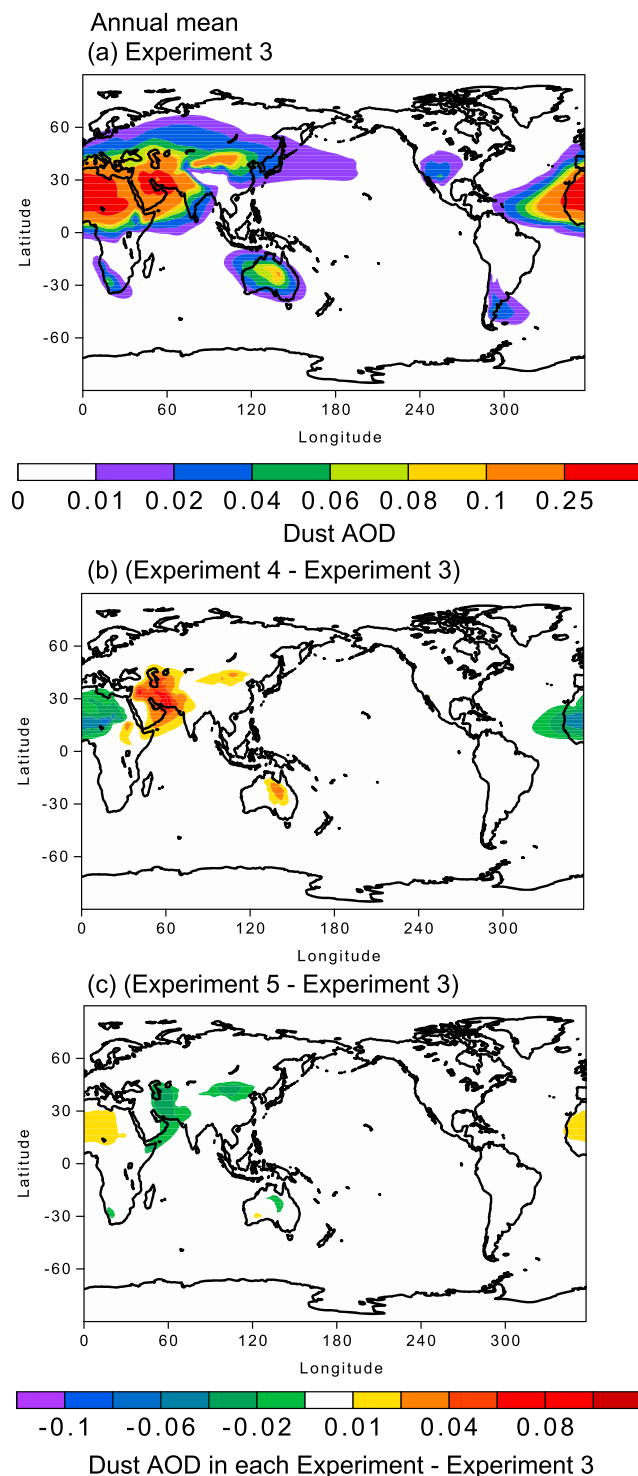 Annual mean
(a) Experiment 3
60
30
0
-30
-60
Latitude
0 60 120 180 240 300
Longitude
0 0.01 0.02 0.04 0.06 0.08 0.1 0.25
Dust AOD
(b) (Experiment 4 - Experiment 3)
60
30
0
-30
-60
Latitude
0 60 120 180 240 300
Longitude
(c) (Experiment 5 - Experiment 3)
60
30
0
-30
-60
Latitude
0 60 120 180 240 300
Longitude
-0.1 -0.06 -0.02 0.01 0.04 0.08
Dust AOD in each Experiment - Experiment 3